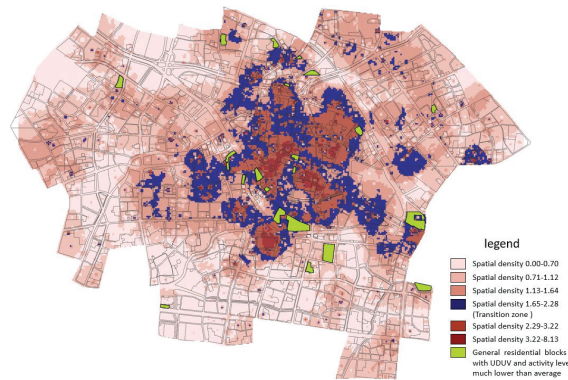 legend
Spatial density 0.00-0.70
Spatial density 0.71-1.12
Spatial density 1.13-1.64
Spatial density 1.65-2.28
(Transition zone )
Spatial density 2.29-3.22
Spatial density 3.22-8.13
General residential blocks
with UDUV and activity leve
much lower than average